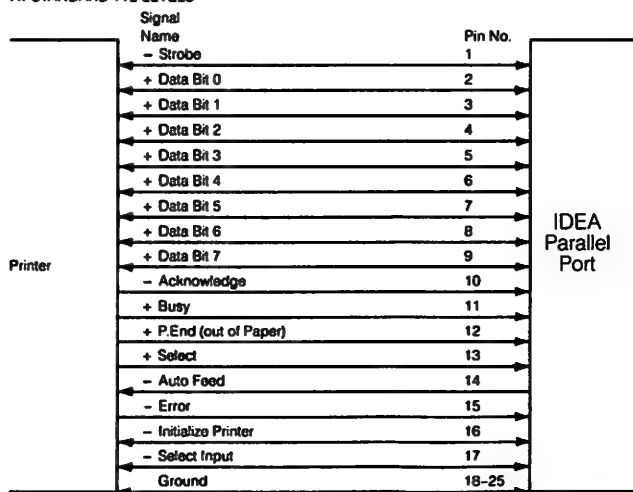 Signal
Name Pin No.
– Strobe 1
+ Data Bit 0 2
+ Data Bit 1 3
+ Data Bit 2 4
+ Data Bit 3 5
+ Data Bit 4 6
+ Data Bit 5 7
+ Data Bit 6 8
+ Data Bit 7 9
– Acknowledge 10
+ Busy 11
+ P.End (out of Paper) 12
+ Select 13
– Auto Feed 14
– Error 15
– Initialize Printer 16
– Select Input 17
Ground 18–25
Printer
IDEA
Parallel
Port